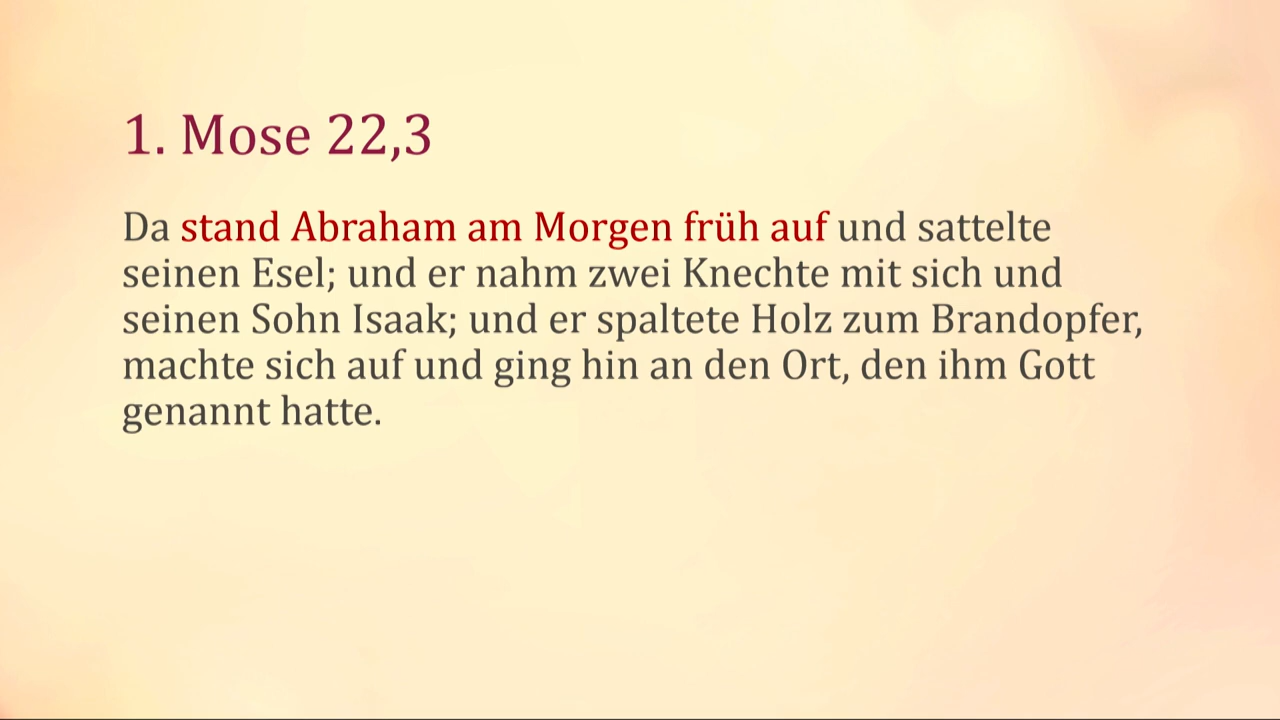 1. Mose 22,3
Da stand Abraham am Morgen früh auf und sattelte
seinen Esel; und er nahm zwei Knechte mit sich und
seinen Sohn Isaak; und er spaltete Holz zum Brandopfer,
machte sich auf und ging hin an den Ort, den ihm Gott
genannt hatte.